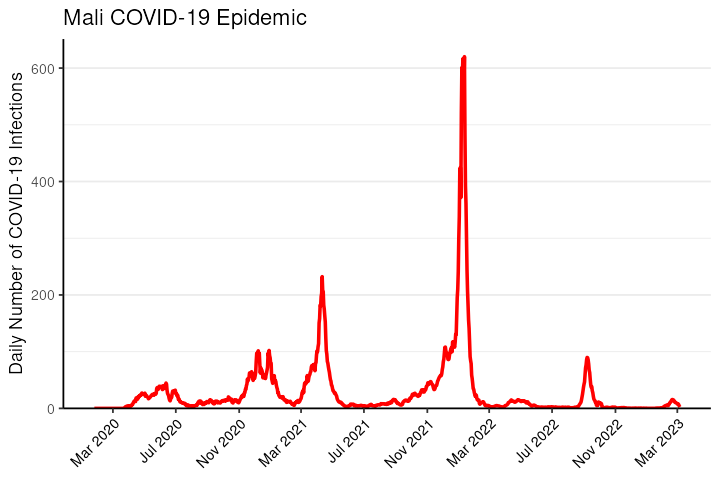 Mali COVID-19 Epidemic
Daily Number of COVID-19 Infections
600
400
200
0
Mar 2020
Jul 2020
Nov 2020
Mar 2021
Jul 2021
Nov 2021
Mar 2022
Jul 2022
Nov 2022
Mar 2023